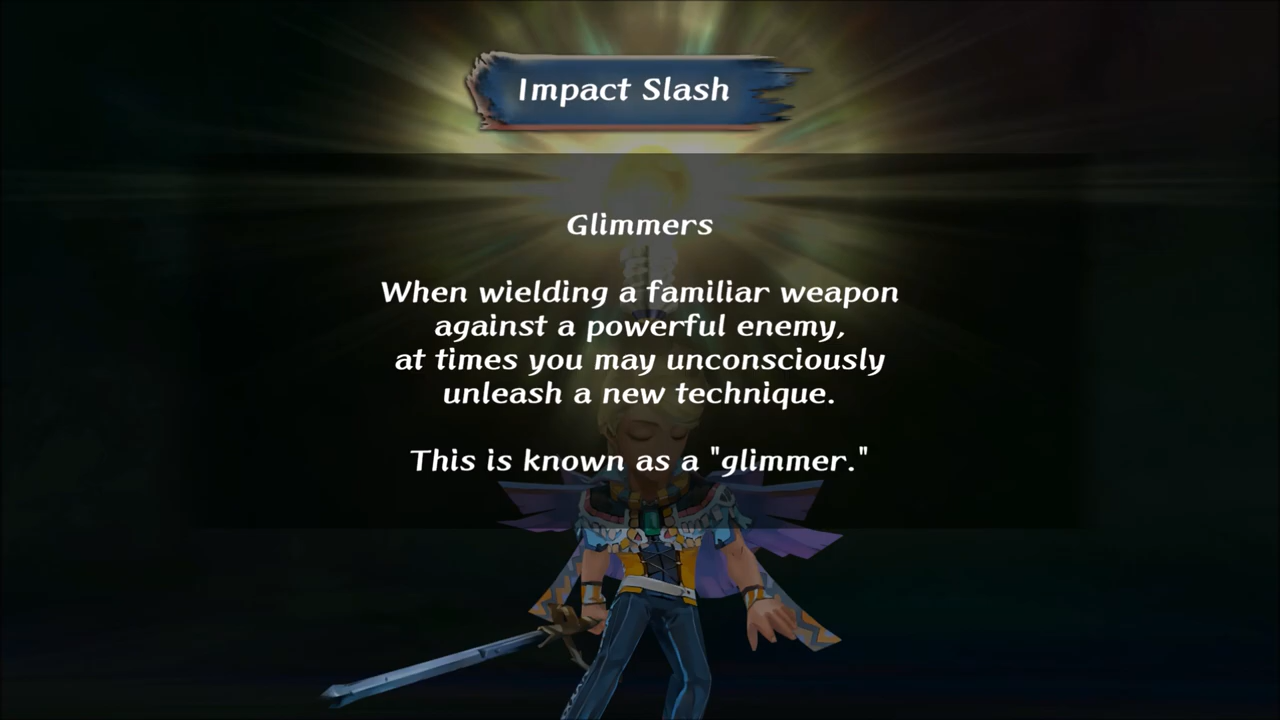 Impact Slash
Glimmers
When wielding a familiar weapon
against a powerful enemy,
at times you may unconsciously
unleash a new technique.
This is known as a "glimmer."